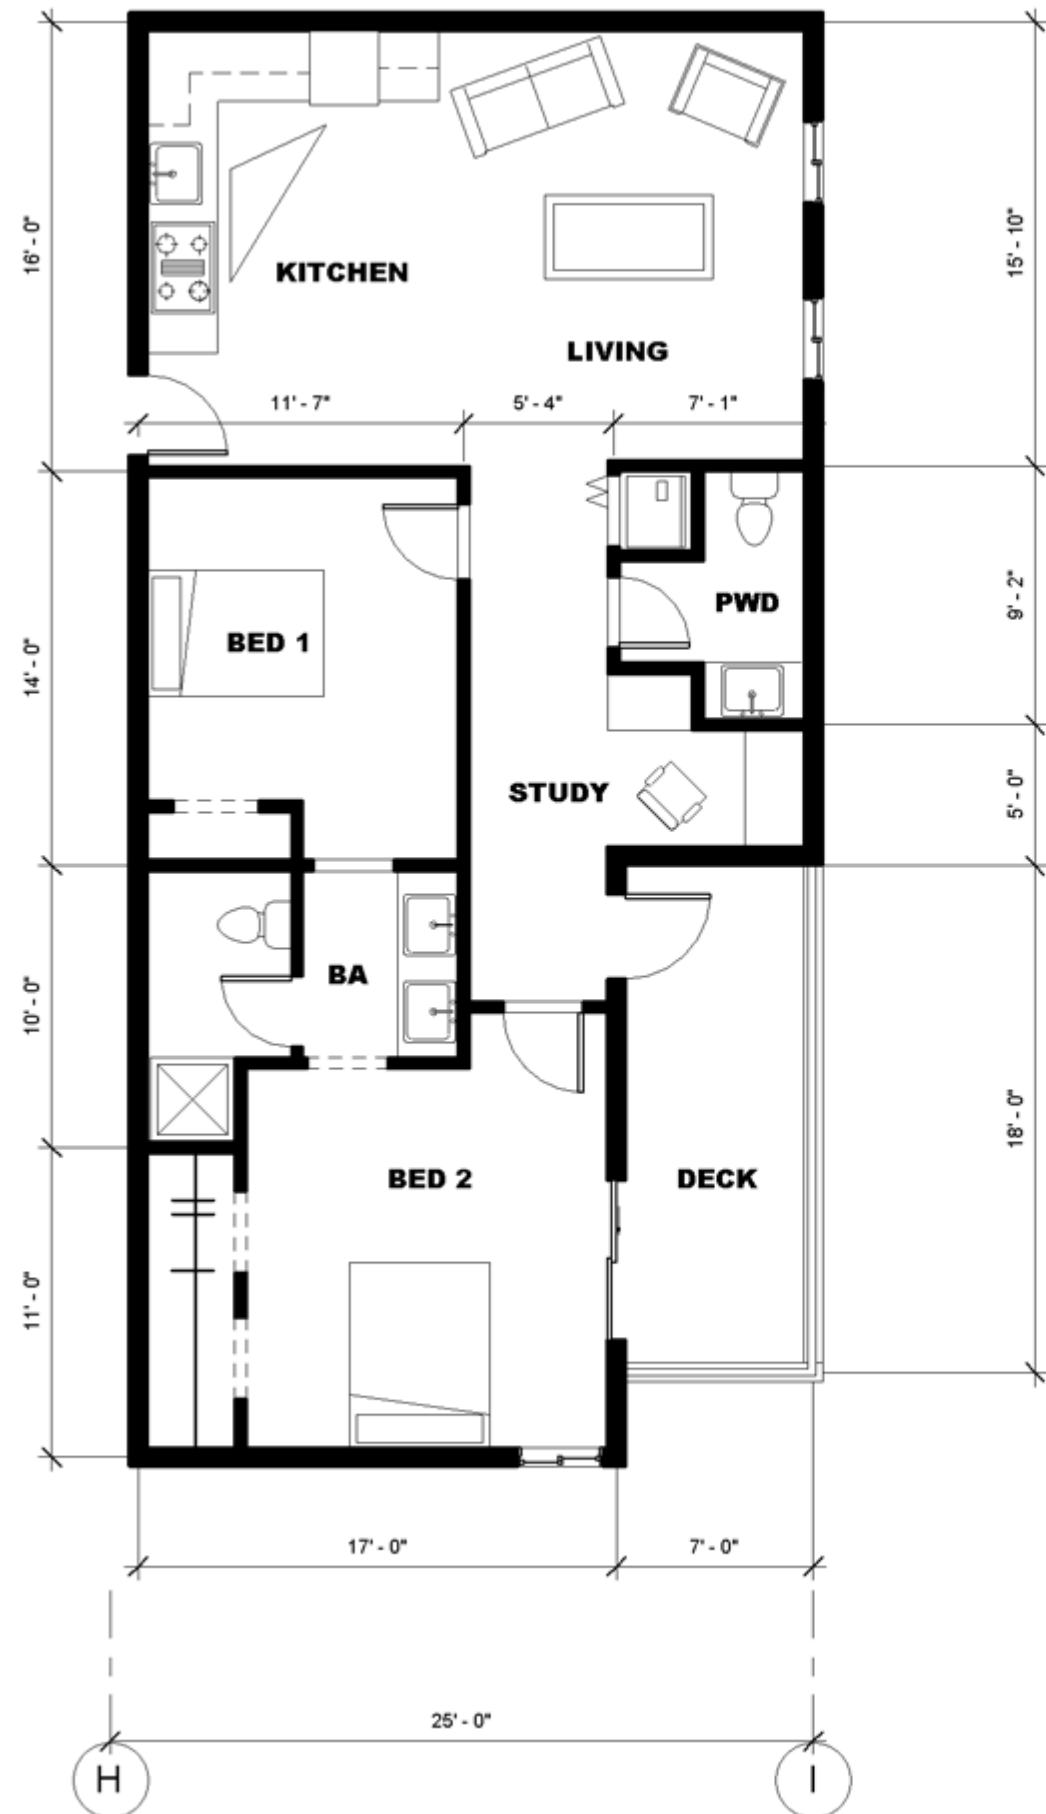 16' - 0"
15' - 10"
KITCHEN
LIVING
11' - 7"
5' - 4"
7' - 1"
14' - 0"
BED 1
PWD
9' - 2"
STUDY
5' - 0"
10' - 0"
BA
18' - 0"
BED 2
DECK
11' - 0"
17' - 0"
7' - 0"
25' - 0"
H
I